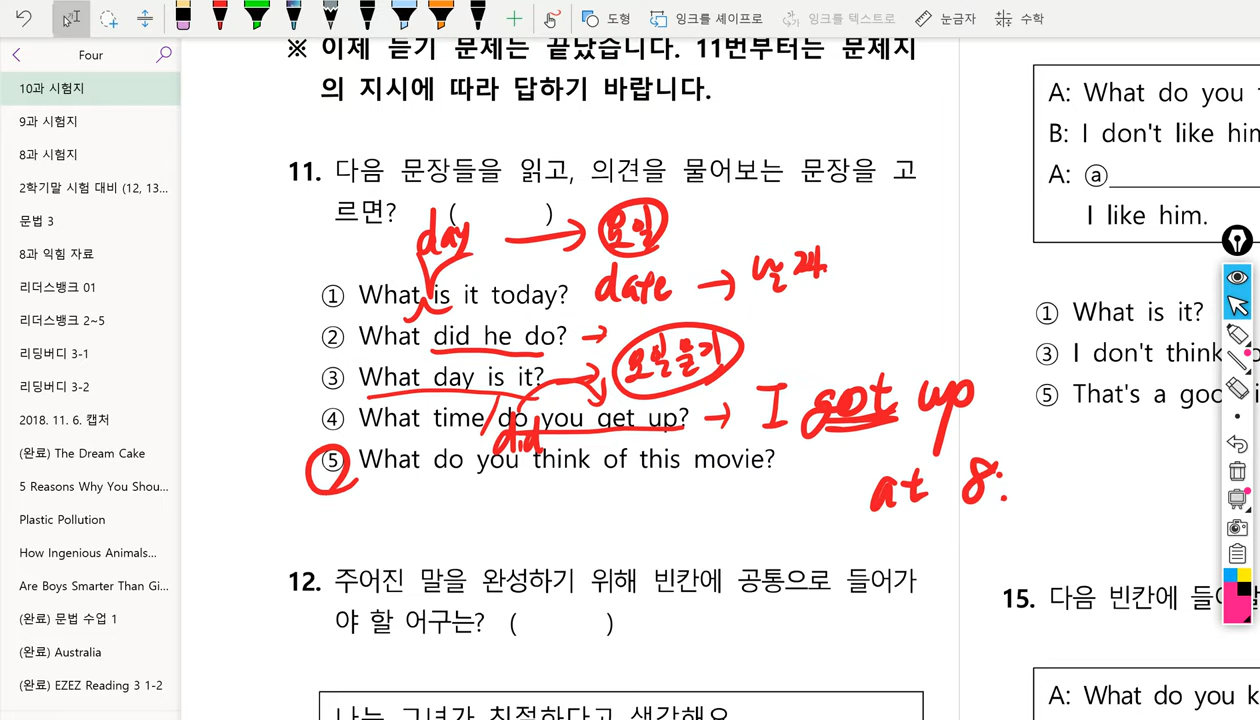 도형
잉크를 셰이프로
잉크를 텍스트로
눈금자
수학
Four
10과 시험지
9과 시험지
8과 시험지
2학기말 시험 대비 (12, 13...
문법 3
8과 익힘 자료
리더스뱅크 01
리더스뱅크 2~5
리딩버디 3-1
리딩버디 3-2
2018. 11. 6. 캡처
(완료) The Dream Cake
5 Reasons Why You Shou...
Plastic Pollution
How Ingenious Animals...
Are Boys Smarter Than Gi...
(완료) 문법 수업 1
(완료) Australia
(완료) EZEZ Reading 3 1-2
※ 이제 듣기 문제는 끝났습니다. 11번부터는 문제지
의 지시에 따라 답하기 바랍니다.
11. 다음 문장들을 읽고, 의견을 물어보는 문장을 고
르면? ( )
day → 요일
date → 날짜
① What is it today?
② What did he do? →
③ What day is it?
요일 묻기
④ What time do you get up? → I got up
did
at 8:
⑤ What do you think of this movie?
12. 주어진 말을 완성하기 위해 빈칸에 공통으로 들어가
야 할 어구는? ( )
나는 그녀가 친절하다고 생각해요
A: What do you
B: I don't like him
A: ⓐ
I like him.
① What is it?
③ I don't think
⑤ That's a goo
15. 다음 빈칸에 들어
A: What do you k